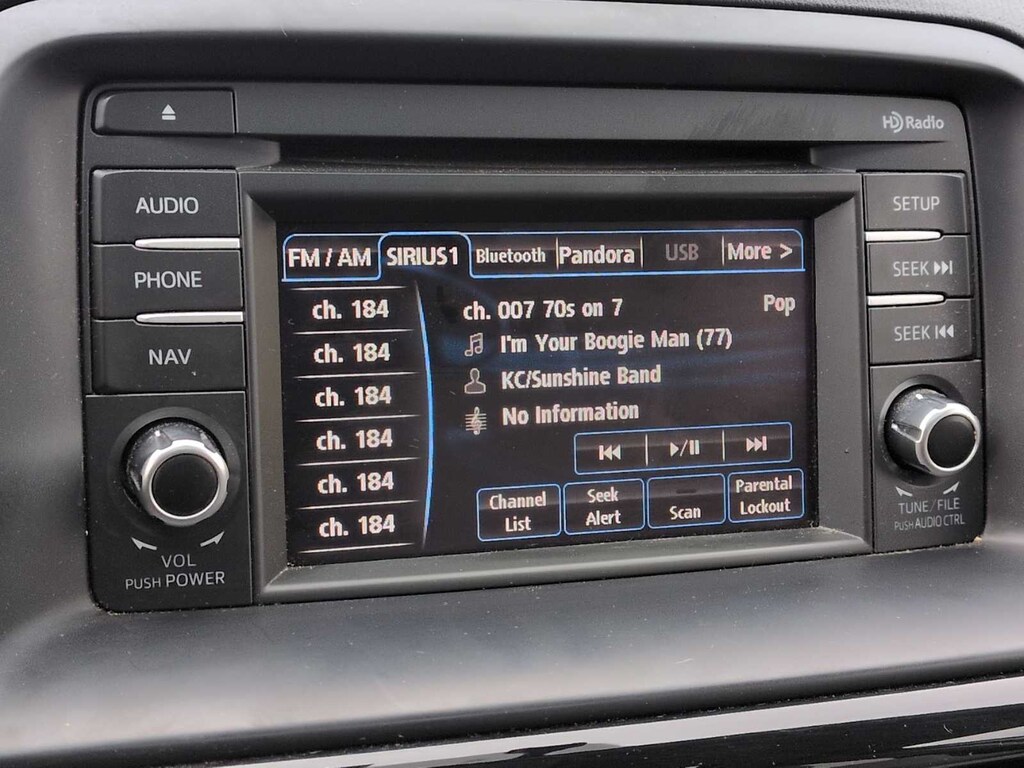 HD Radio
AUDIO
PHONE
NAV
VOL
PUSH POWER
FM / AM SIRIUS1 Bluetooth Pandora USB More >
ch. 184
ch. 184
ch. 184
ch. 184
ch. 184
ch. 184
ch. 007 70s on 7 Pop
I'm Your Boogie Man (77)
KC/Sunshine Band
No Information
Channel List
Seek Alert
Scan
Parental Lockout
SETUP
SEEK
SEEK
TUNE/FILE
PUSH AUDIO CTRL